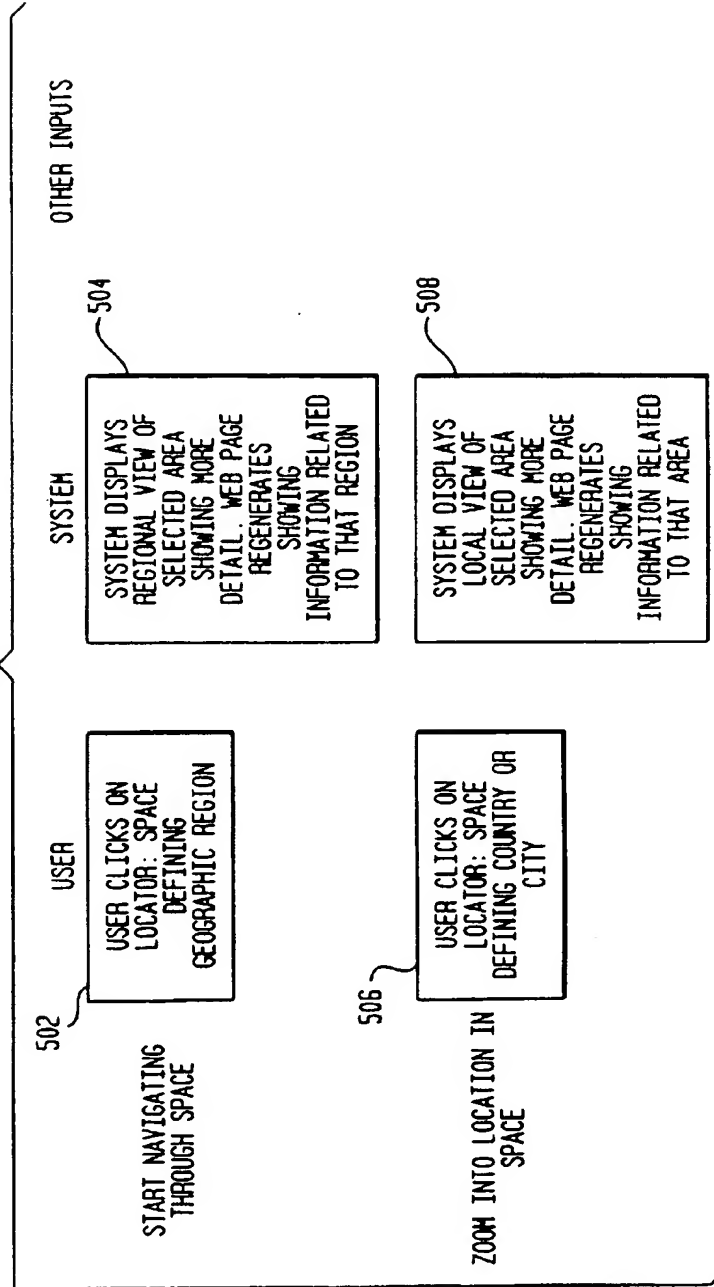 USER
SYSTEM
OTHER INPUTS
START NAVIGATING
THROUGH SPACE
502
USER CLICKS ON
LOCATOR: SPACE
DEFINING
GEOGRAPHIC REGION
504
SYSTEM DISPLAYS
REGIONAL VIEW OF
SELECTED AREA
SHOWING MORE
DETAIL. WEB PAGE
REGENERATES
SHOWING
INFORMATION RELATED
TO THAT REGION
ZOOM INTO LOCATION IN
SPACE
506
USER CLICKS ON
LOCATOR: SPACE
DEFINING COUNTRY OR
CITY
508
SYSTEM DISPLAYS
LOCAL VIEW OF
SELECTED AREA
SHOWING MORE
DETAIL. WEB PAGE
REGENERATES
SHOWING
INFORMATION RELATED
TO THAT AREA